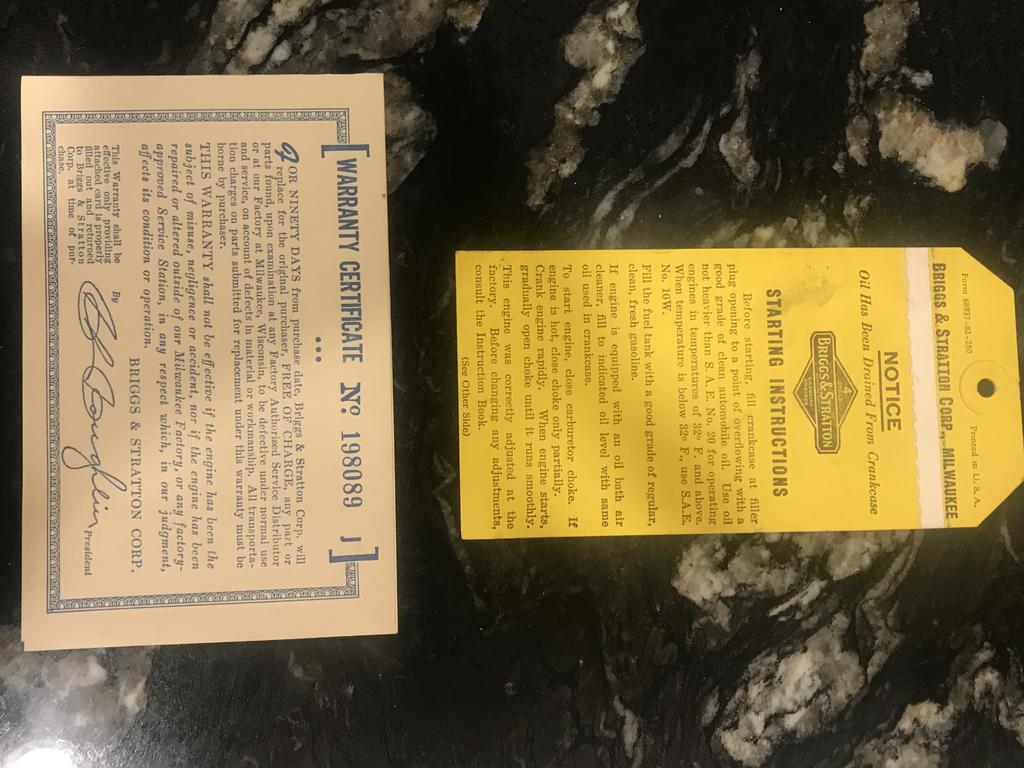 [ WARRANTY CERTIFICATE Nº 198089 J ]
FOR NINETY DAYS from purchase date, Briggs & Stratton Corp. will
replace for the original purchaser, FREE OF CHARGE, any part or
parts found, upon examination at any Factory Authorized Service Distributor
or at our Factory at Milwaukee, Wisconsin, to be defective under normal use
and service, on account of defects in material or workmanship. All transporta-
tion charges on parts submitted for replacement under this warranty must be
borne by purchaser.
THIS WARRANTY shall not be effective if the engine has been the
subject of misuse, negligence or accident, nor if the engine has been
repaired or altered outside of our Milwaukee Factory, or any factory-
approved Service Station, in any respect which, in our judgment,
affects its condition or operation.
BRIGGS & STRATTON CORP.
This Warranty shall be
effective only providing
attached card is properly
filled out and returned
to Briggs & Stratton
Corp. at time of pur-
chase.
By
President
Form 68937-82-250
Printed in U. S. A.
BRIGGS & STRATTON CORP., MILWAUKEE
NOTICE
Oil Has Been Drained From Crankcase
BRIGGS & STRATTON
STARTING INSTRUCTIONS
Before starting, fill crankcase at filler
plug opening to a point of overflowing with a
good grade of clean automobile oil. Use oil
not heavier than S. A. E. No. 20 for operating
engines in temperatures of 32° F. and above.
When temperature is below 32° F., use S.A.E.
No. 10W.
Fill the fuel tank with a good grade of regular,
clean, fresh gasoline.
If engine is equipped with an oil bath air
cleaner, fill to indicated oil level with same
oil used in crankcase.
To start engine, close carburetor choke. If
engine is hot, close choke only partially.
Crank engine rapidly. When engine starts,
gradually open choke until it runs smoothly.
This engine was correctly adjusted at the
factory. Before changing any adjustments,
consult the Instruction Book.
(See Other Side)